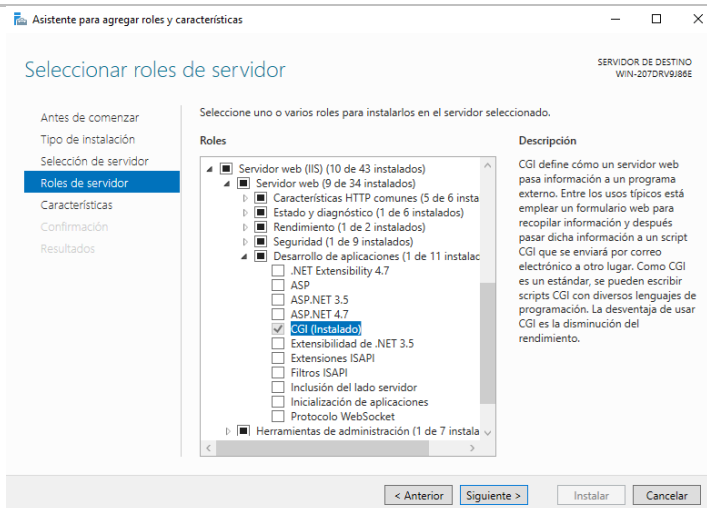 Asistente para agregar roles y características
Seleccionar roles de servidor
SERVIDOR DE DESTINO
WIN-207DRV9J86E
Antes de comenzar
Tipo de instalación
Selección de servidor
Roles de servidor
Características
Confirmación
Resultados
Seleccione uno o varios roles para instalarlos en el servidor seleccionado.
Roles
Servidor web (IIS) (10 de 43 instalados)
Servidor web (9 de 34 instalados)
Características HTTP comunes (5 de 6 insta
Estado y diagnóstico (1 de 6 instalados)
Rendimiento (1 de 2 instalados)
Seguridad (1 de 9 instalados)
Desarrollo de aplicaciones (1 de 11 instalac
.NET Extensibility 4.7
ASP
ASP.NET 3.5
ASP.NET 4.7
CGI (Instalado)
Extensibilidad de .NET 3.5
Extensiones ISAPI
Filtros ISAPI
Inclusión del lado servidor
Inicialización de aplicaciones
Protocolo WebSocket
Herramientas de administración (1 de 7 instala
Descripción
CGI define cómo un servidor web
pasa información a un programa
externo. Entre los usos típicos está
emplear un formulario web para
recopilar información y después
pasar dicha información a un script
CGI que se enviará por correo
electrónico a otro lugar. Como CGI
es un estándar, se pueden escribir
scripts CGI con diversos lenguajes de
programación. La desventaja de usar
CGI es la disminución del
rendimiento.
< Anterior
Siguiente >
Instalar
Cancelar